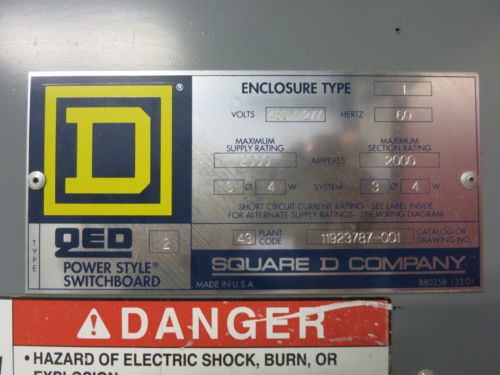 D
®
ENCLOSURE TYPE 1
VOLTS HERTZ 60
MAXIMUM SUPPLY RATING MAXIMUM SECTION RATING
2000 AMPERES 2000
3 Ø 4 W SYSTEM 3 Ø 4 W
SHORT CIRCUIT CURRENT RATING - SEE LABEL INSIDE
FOR ALTERNATE SUPPLY RATINGS - SEE WIRING DIAGRAM
TYPE QED 2
43 PLANT CODE 11923787-001 CATALOG OR DRAWING NO.
POWER STYLE® SWITCHBOARD
SQUARE D COMPANY
MADE IN U.S.A. 88025B-133-01
DANGER
• HAZARD OF ELECTRIC SHOCK, BURN, OR
EXPLOSION